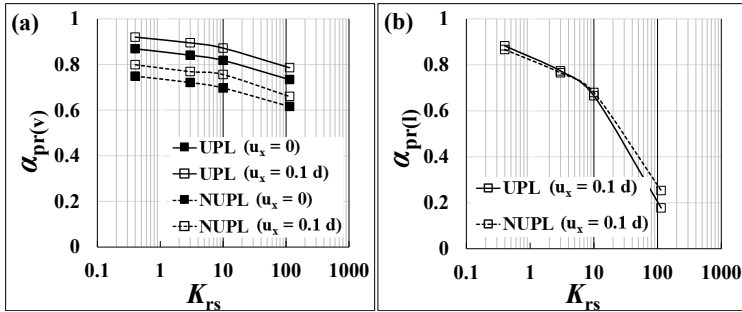 (a)
1
0.8
0.6
0.4
0.2
0
α pr(v)
UPL (ux = 0)
UPL (ux = 0.1 d)
NUPL (ux = 0)
NUPL (ux = 0.1 d)
0.1 1 10 100 1000
Krs
(b)
1
0.8
0.6
0.4
0.2
0
α pr(l)
UPL (ux = 0.1 d)
NUPL (ux = 0.1 d)
0.1 1 10 100 1000
Krs